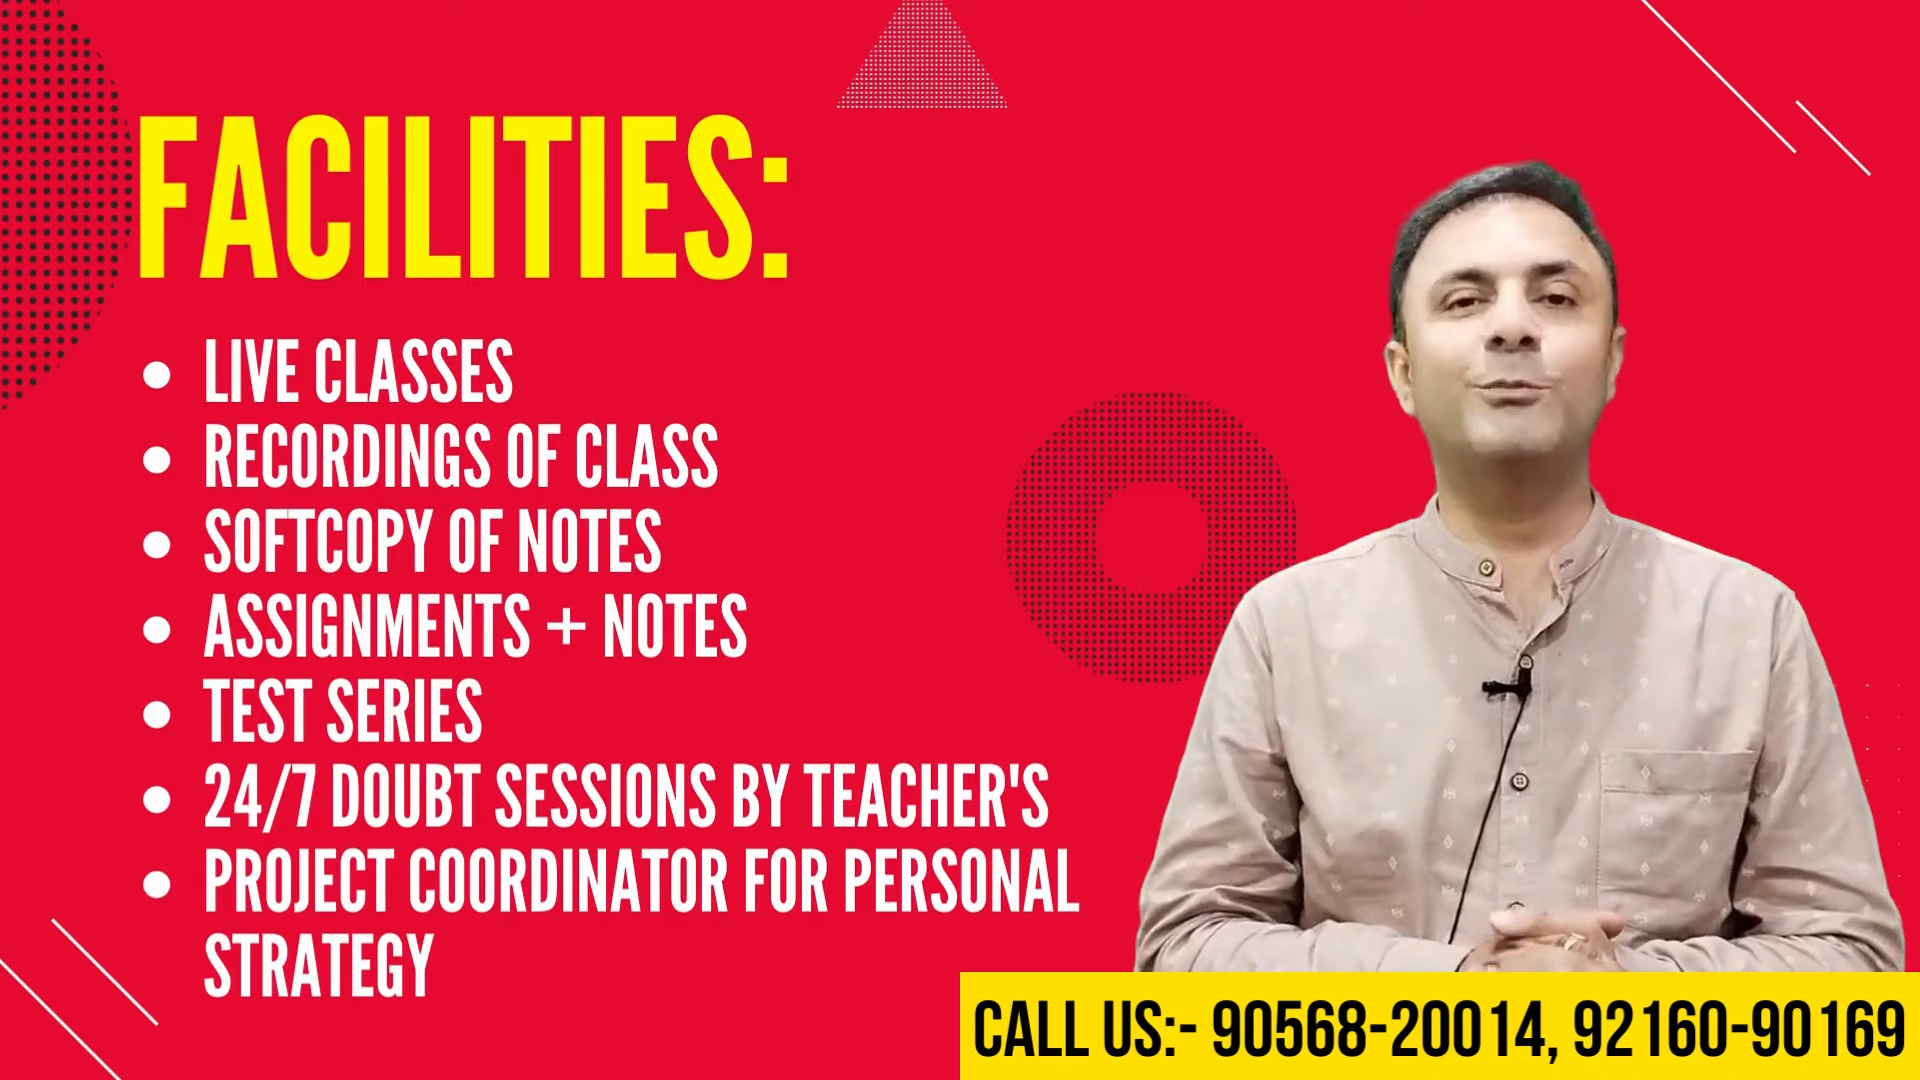 FACILITIES:
LIVE CLASSES
RECORDINGS OF CLASS
SOFTCOPY OF NOTES
ASSIGNMENTS + NOTES
TEST SERIES
24/7 DOUBT SESSIONS BY TEACHER'S
PROJECT COORDINATOR FOR PERSONAL
STRATEGY
CALL US:- 90568-20014, 92160-90169